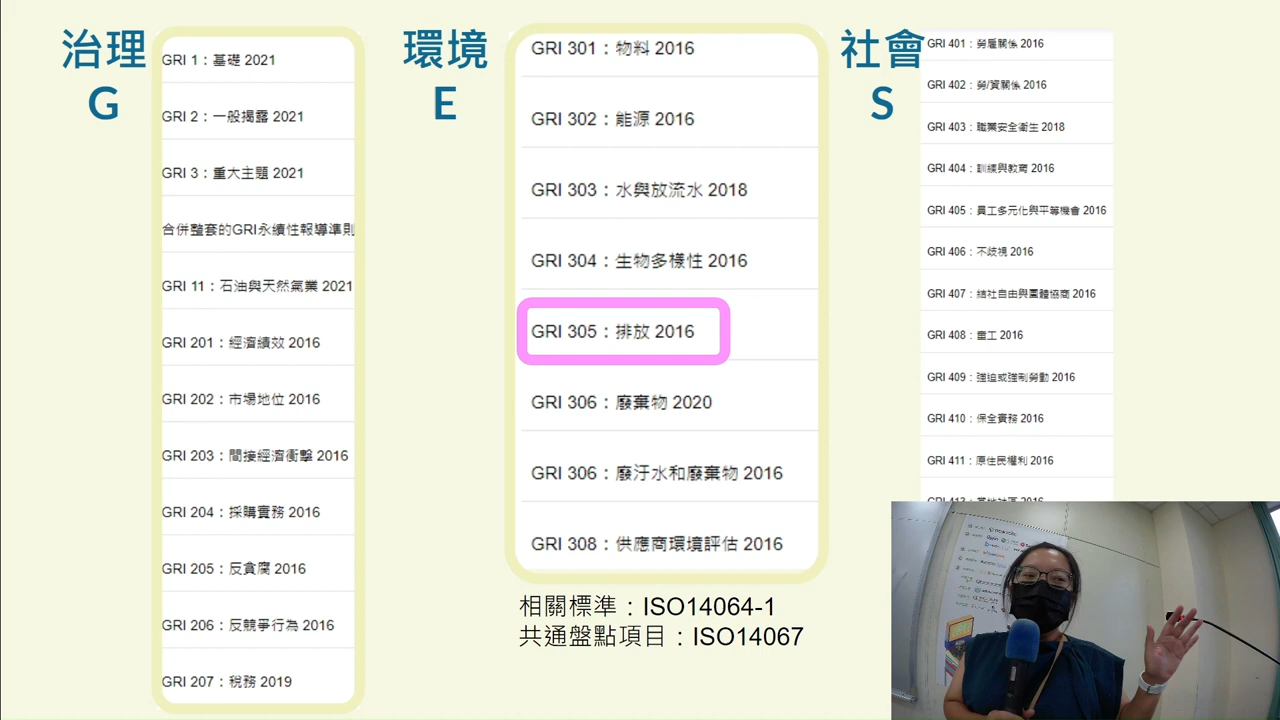 治理
G
GRI 1：基礎 2021
GRI 2：一般揭露 2021
GRI 3：重大主題 2021
合併整套的GRI永續性報導準則
GRI 11：石油與天然氣業 2021
GRI 201：經濟績效 2016
GRI 202：市場地位 2016
GRI 203：間接經濟衝擊 2016
GRI 204：採購實務 2016
GRI 205：反貪腐 2016
GRI 206：反競爭行為 2016
GRI 207：稅務 2019
環境
E
GRI 301：物料 2016
GRI 302：能源 2016
GRI 303：水與放流水 2018
GRI 304：生物多樣性 2016
GRI 305：排放 2016
GRI 306：廢棄物 2020
GRI 306：廢汙水和廢棄物 2016
GRI 308：供應商環境評估 2016
相關標準：ISO14064-1
共通盤點項目：ISO14067
社會
S
GRI 401：勞雇關係 2016
GRI 402：勞/資關係 2016
GRI 403：職業安全衛生 2018
GRI 404：訓練與教育 2016
GRI 405：員工多元化與平等機會 2016
GRI 406：不歧視 2016
GRI 407：結社自由與團體協商 2016
GRI 408：童工 2016
GRI 409：強迫或強制勞動 2016
GRI 410：保全實務 2016
GRI 411：原住民權利 2016